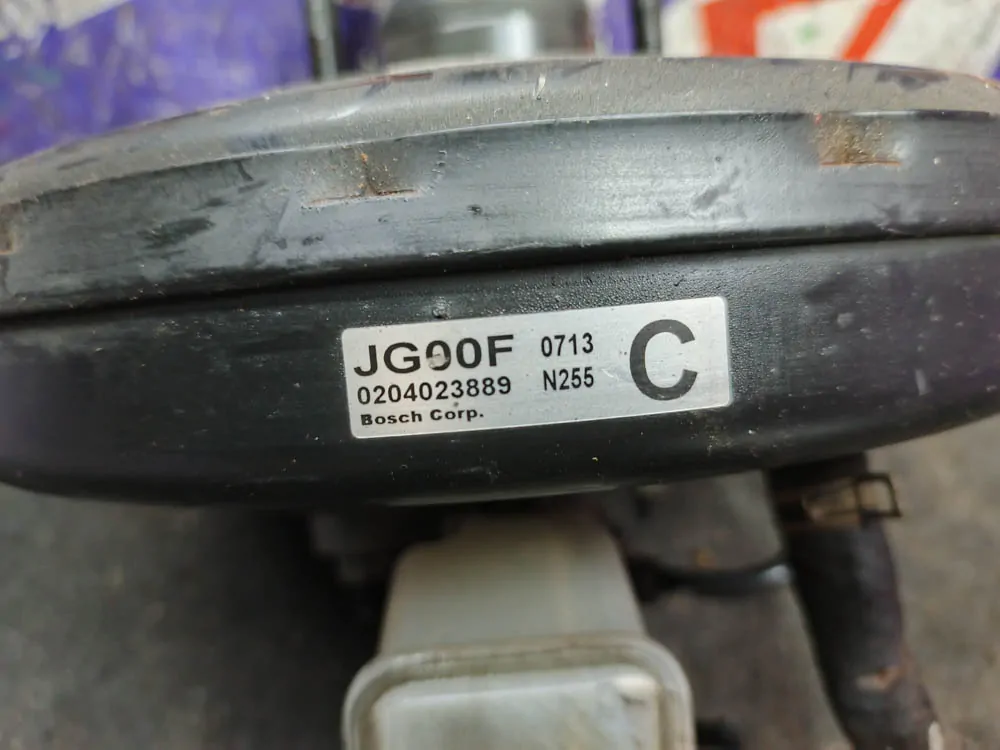 JG00F 0713
0204023889 N255
C
Bosch Corp.